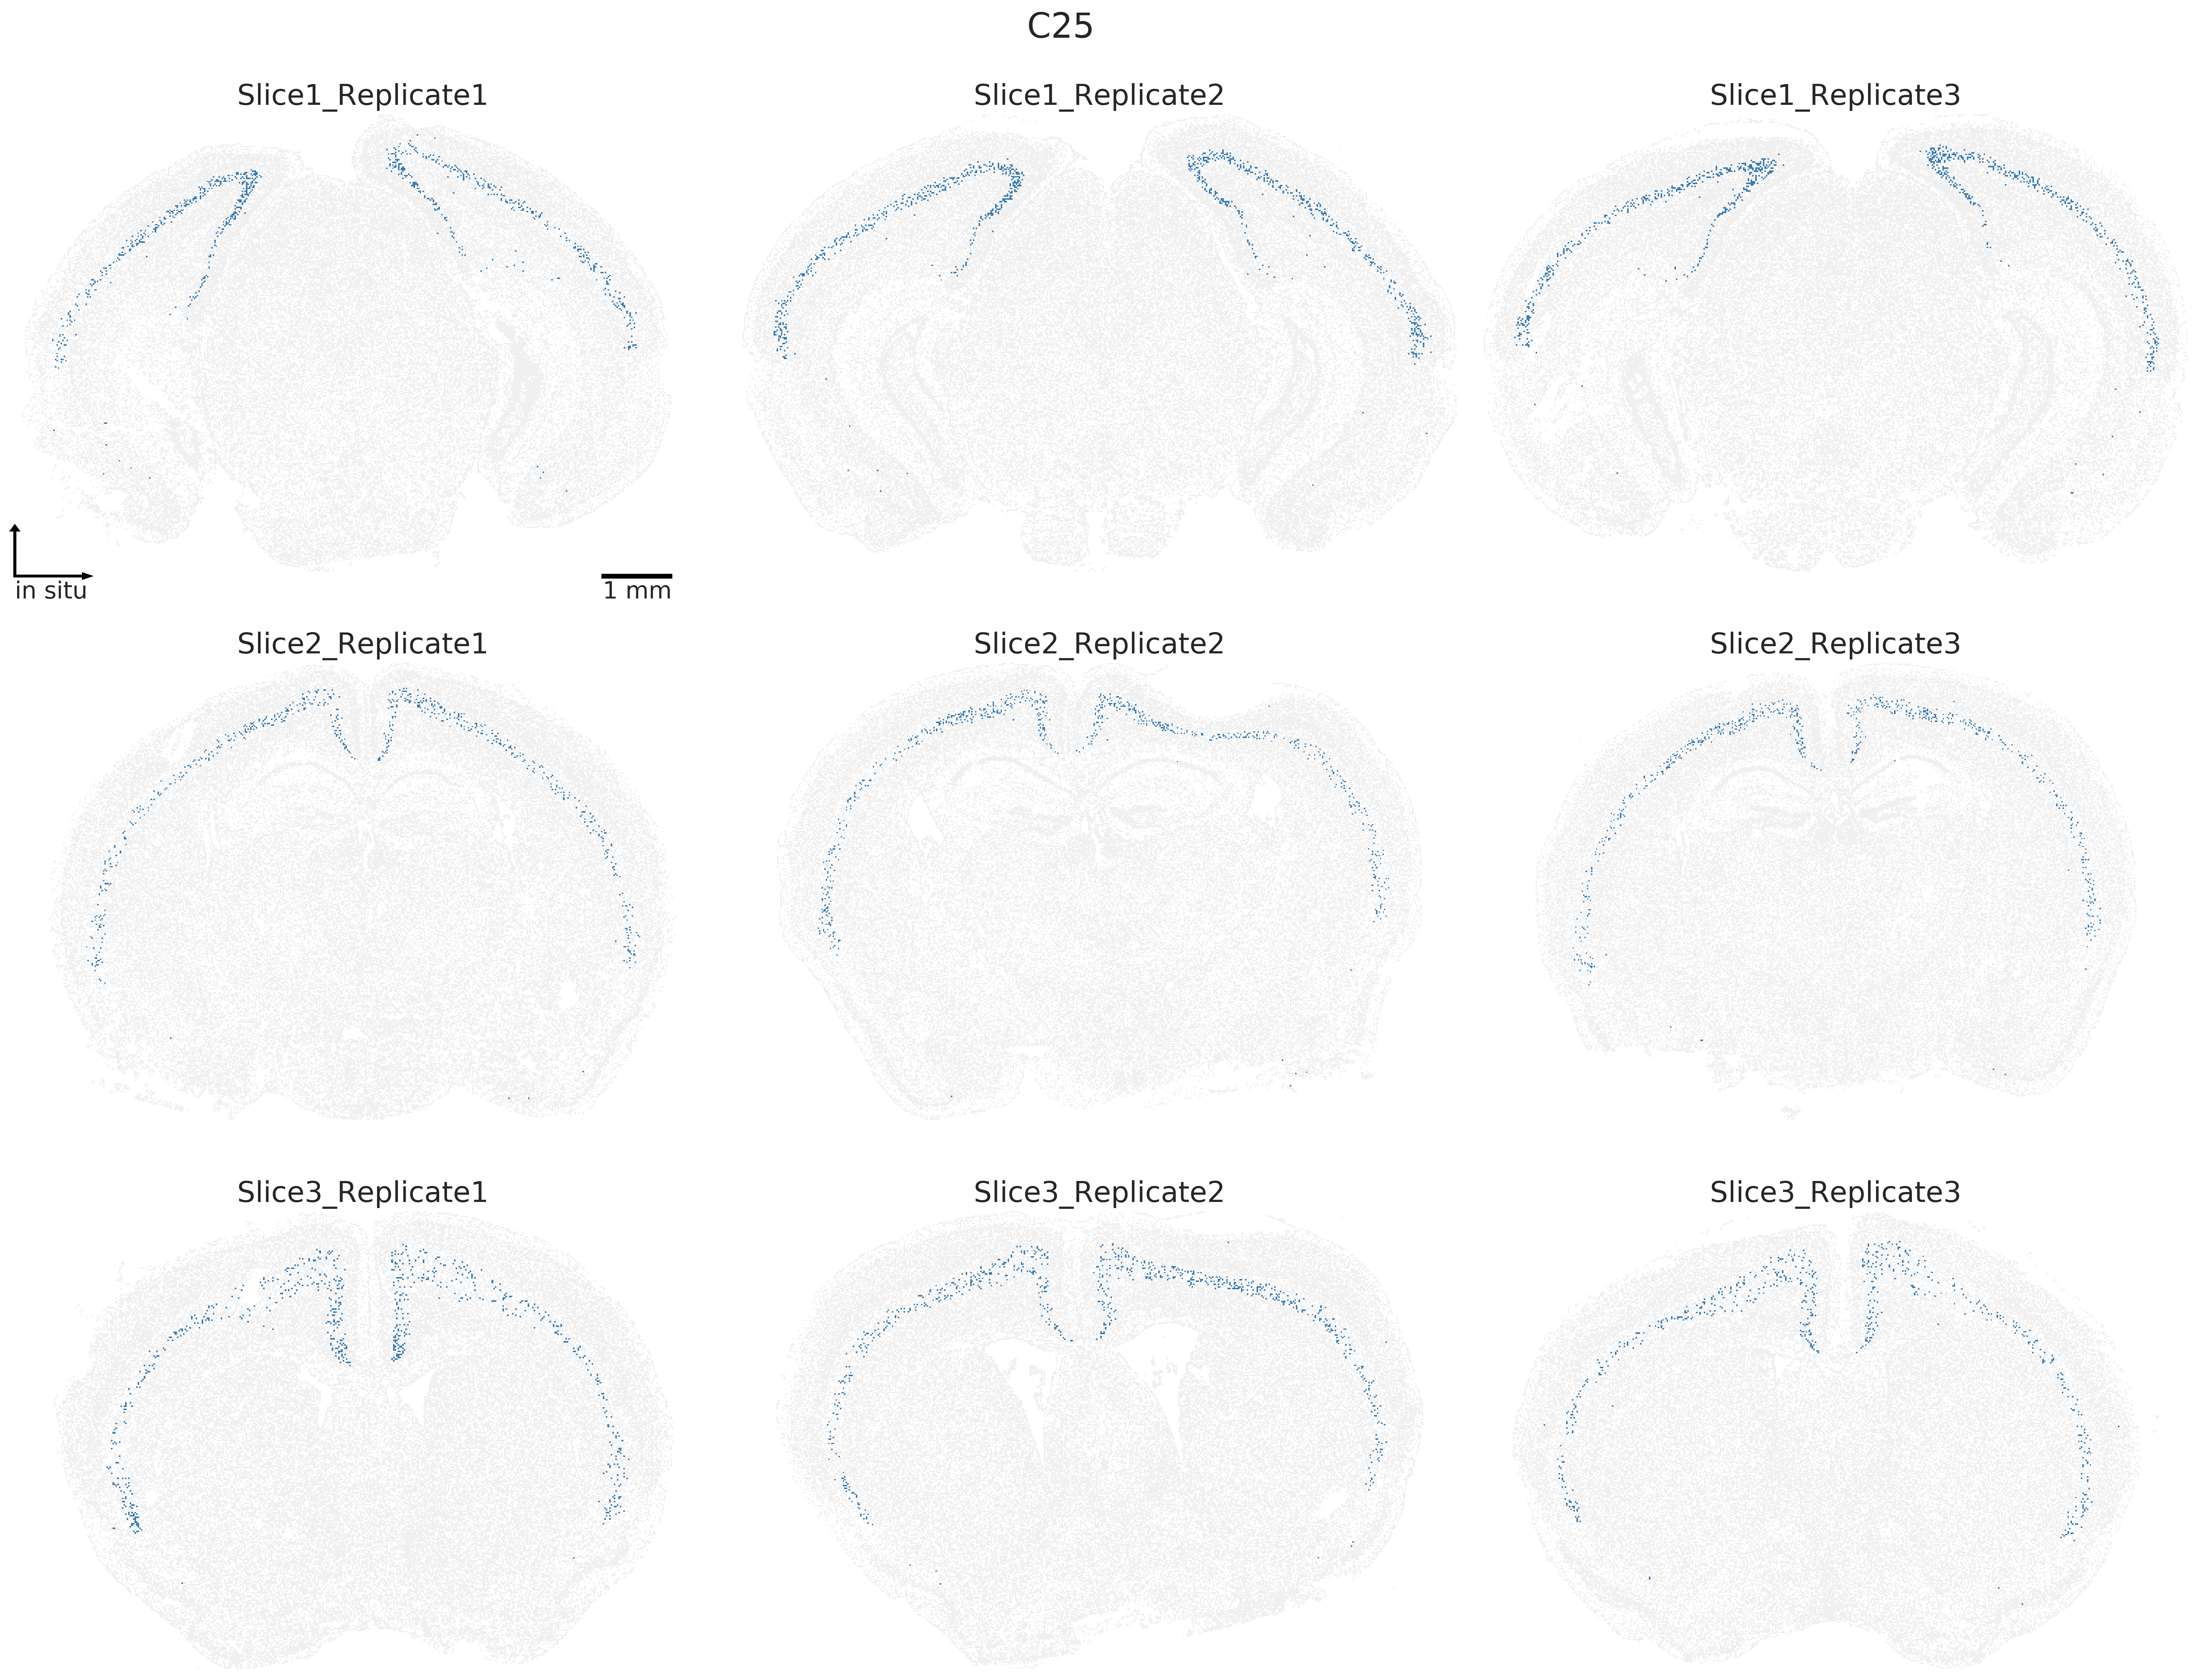 C25
Slice1_Replicate1
Slice1_Replicate2
Slice1_Replicate3
in situ
1 mm
Slice2_Replicate1
Slice2_Replicate2
Slice2_Replicate3
Slice3_Replicate1
Slice3_Replicate2
Slice3_Replicate3